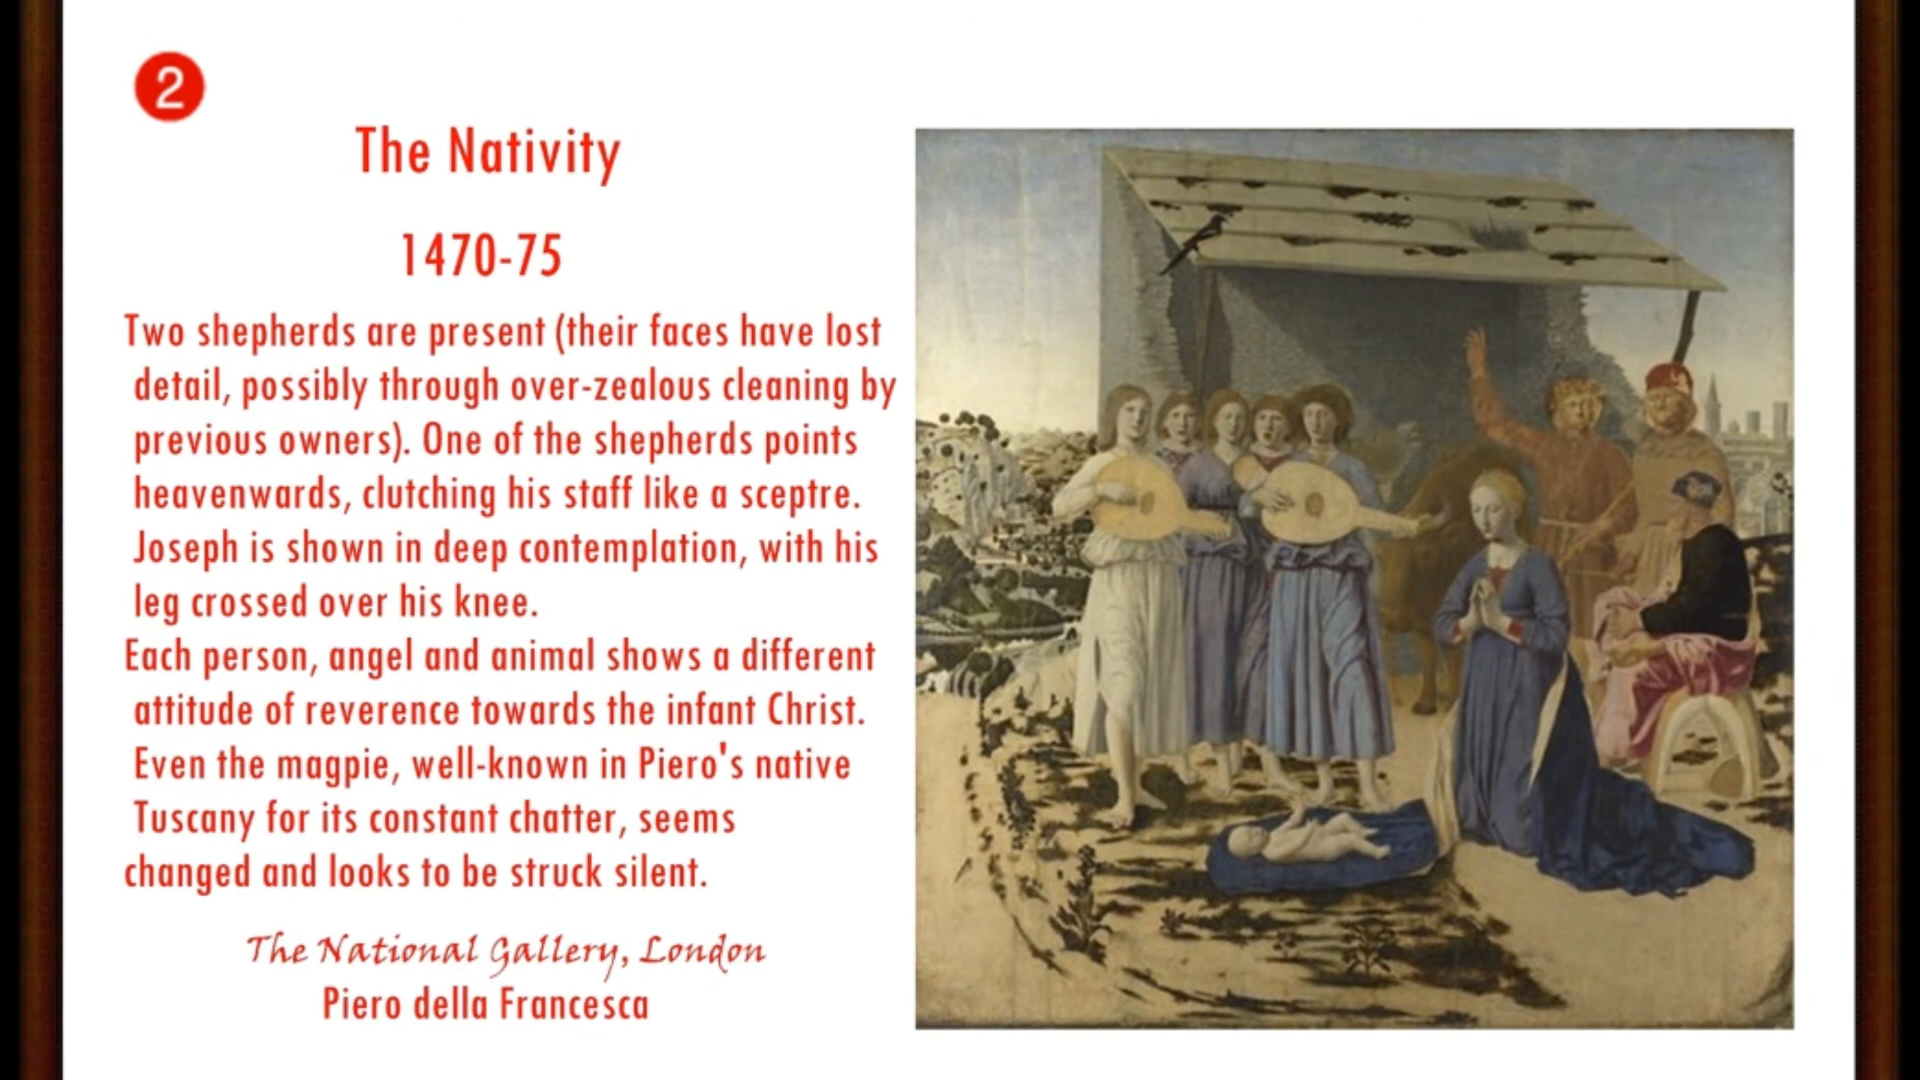 2
The Nativity
1470-75
Two shepherds are present (their faces have lost
detail, possibly through over-zealous cleaning by
previous owners). One of the shepherds points
heavenwards, clutching his staff like a sceptre.
Joseph is shown in deep contemplation, with his
leg crossed over his knee.
Each person, angel and animal shows a different
attitude of reverence towards the infant Christ.
Even the magpie, well-known in Piero's native
Tuscany for its constant chatter, seems
changed and looks to be struck silent.
The National Gallery, London
Piero della Francesca